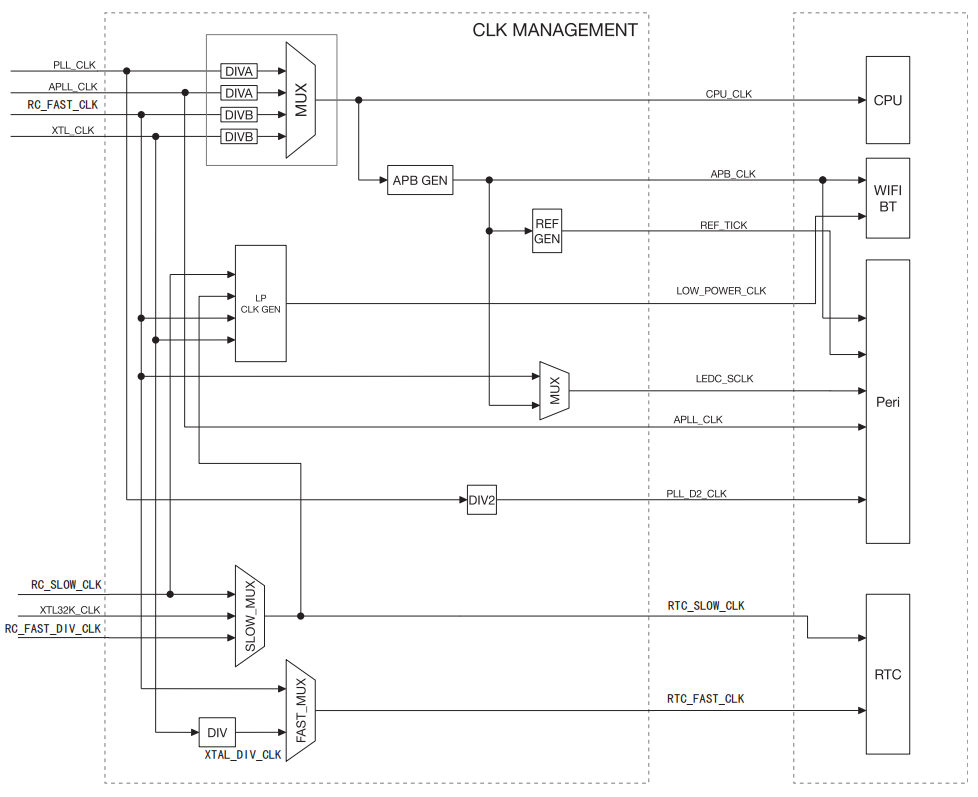 CLK MANAGEMENT
PLL_CLK
DIVA
APLL_CLK
DIVA
RC_FAST_CLK
DIVB
XTL_CLK
DIVB
MUX
CPU_CLK
CPU
APB GEN
APB_CLK
WIFI
BT
REF
GEN
REF_TICK
LP
CLK GEN
LOW_POWER_CLK
MUX
LEDC_SCLK
Peri
APLL_CLK
DIV2
PLL_D2_CLK
RC_SLOW_CLK
XTL32K_CLK
RC_FAST_DIV_CLK
SLOW_MUX
RTC_SLOW_CLK
RTC
FAST_MUX
RTC_FAST_CLK
DIV
XTAL_DIV_CLK